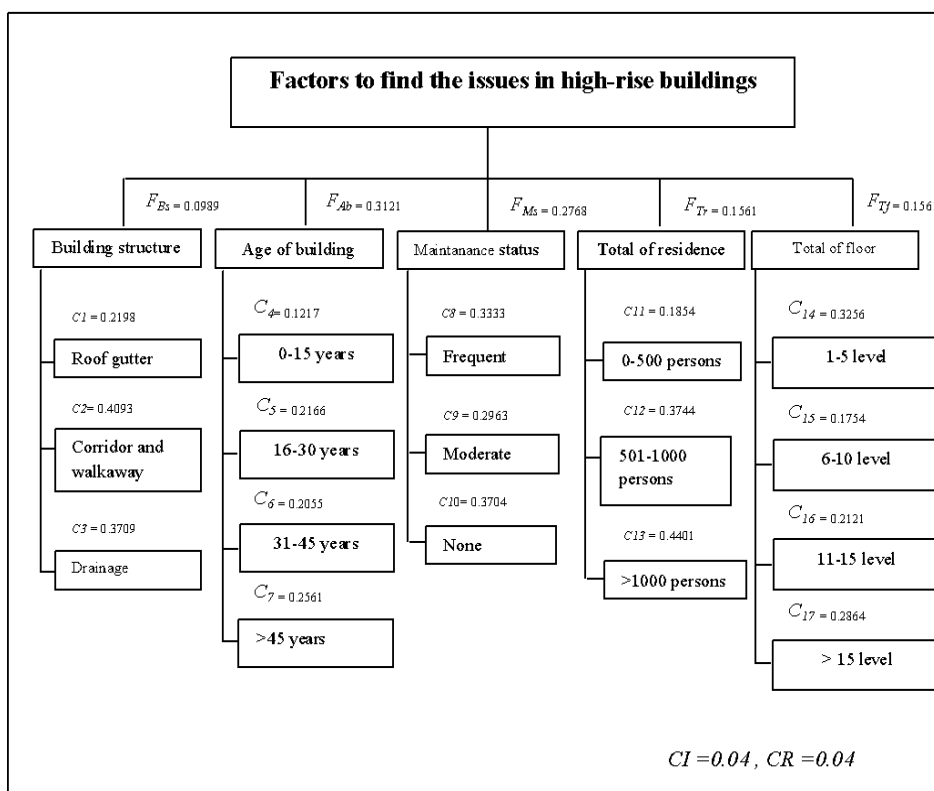 Factors to find the issues in high-rise buildings
F_Bs = 0.0989
F_Ab = 0.3121
F_Ms = 0.2768
F_Tr = 0.1561
F_Tf = 0.156
Building structure
Age of building
Maintanance status
Total of residence
Total of floor
C1 = 0.2198
Roof gutter
C2= 0.4093
Corridor and
walkaway
C3 = 0.3709
Drainage
C4= 0.1217
0-15 years
C5 = 0.2166
16-30 years
C6 = 0.2055
31-45 years
C7 = 0.2561
>45 years
C8 = 0.3333
Frequent
C9 = 0.2963
Moderate
C10= 0.3704
None
C11 = 0.1854
0-500 persons
C12 = 0.3744
501-1000
persons
C13 = 0.4401
>1000 persons
C14 = 0.3256
1-5 level
C15 = 0.1754
6-10 level
C16 = 0.2121
11-15 level
C17 = 0.2864
> 15 level
CI =0.04 , CR =0.04